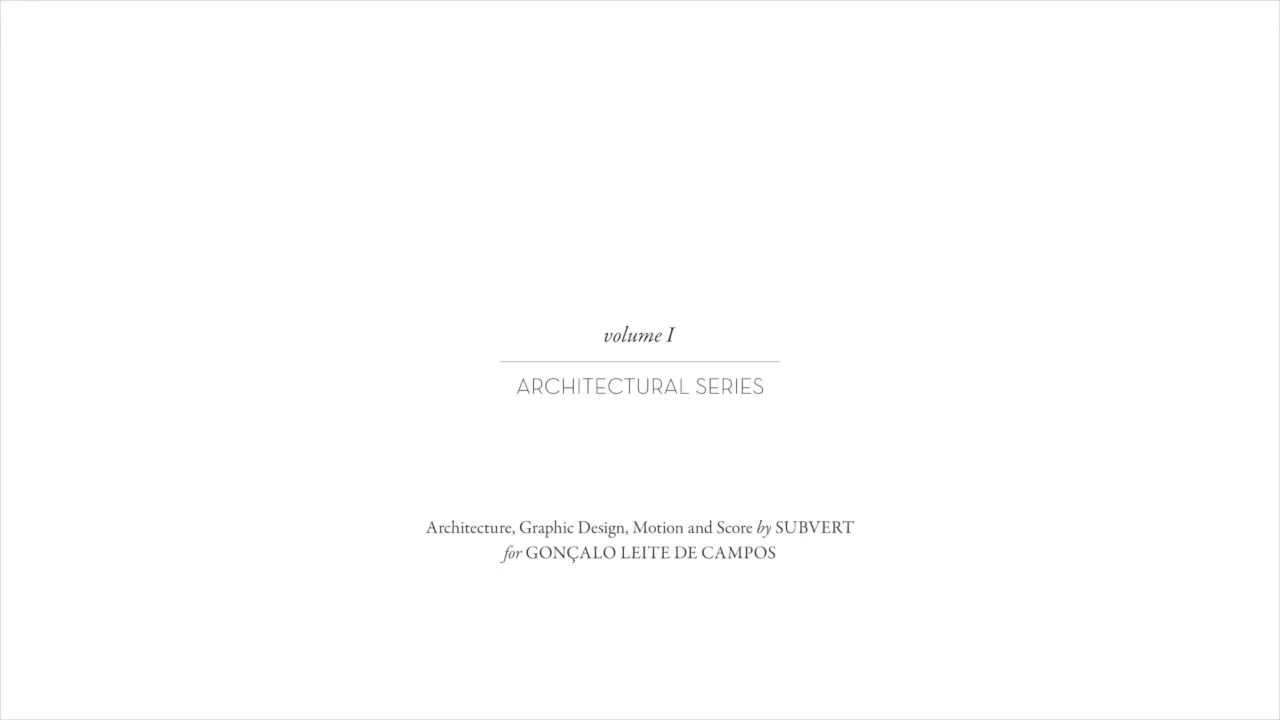 volume I
ARCHITECTURAL SERIES
Architecture, Graphic Design, Motion and Score by SUBVERT
for GONÇALO LEITE DE CAMPOS